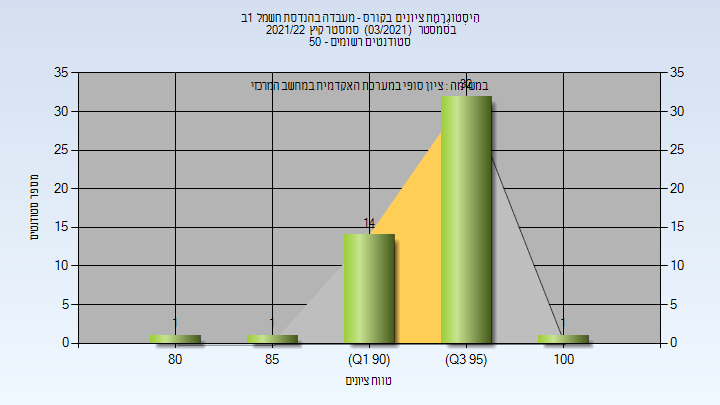 היסטוגרמת ציונים בקורס - מעבדה בהנדסת חשמל 1ב
בסמסטר (03/2021) סמסטר קיץ 2021/22
סטודנטים רשומים - 50
במשימה : ציון סופי במערכת האקדמית במחשב המרכזי
35 35
30 30
25 25
20 20
15 15
10 10
5 5
0 0
1 1 14 32 1
80 85 (Q1 90) (Q3 95) 100
מספר סטודנטים
טווח ציונים